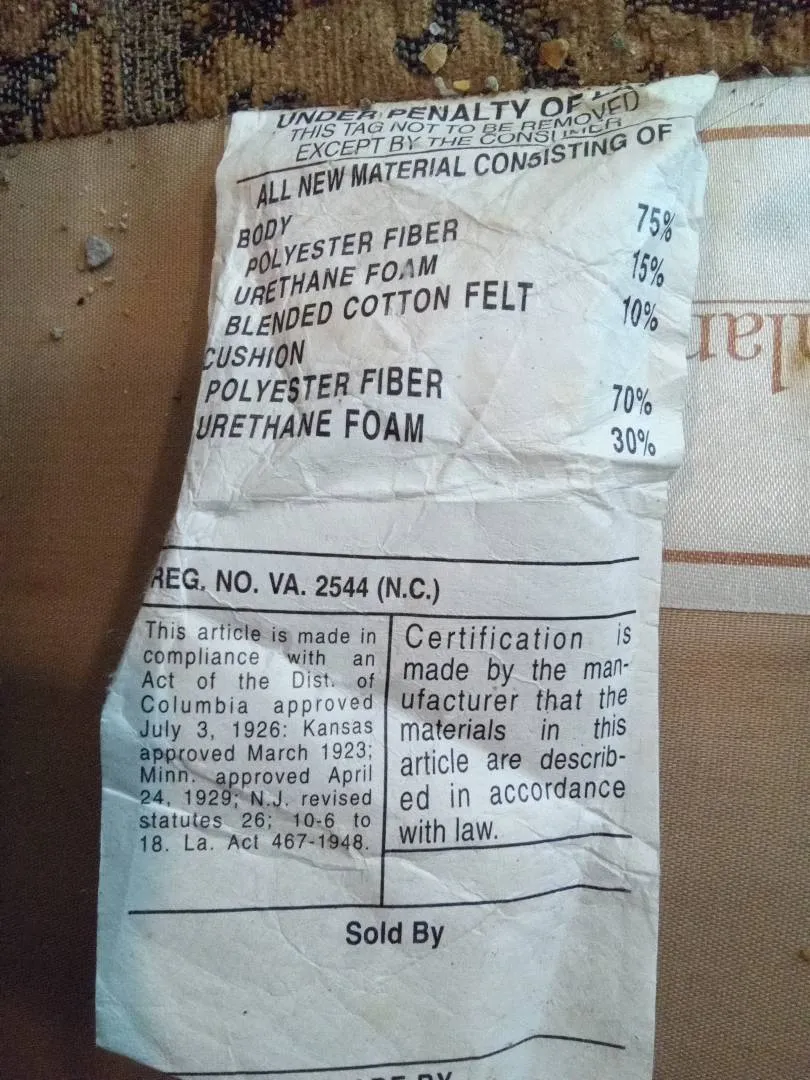 UNDER PENALTY OF
THIS TAG NOT TO BE REMOVED
EXCEPT BY THE CONSUMER
ALL NEW MATERIAL CONSISTING OF
BODY
POLYESTER FIBER 75%
URETHANE FOAM 15%
BLENDED COTTON FELT 10%
CUSHION
POLYESTER FIBER 70%
URETHANE FOAM 30%
REG. NO. VA. 2544 (N.C.)
This article is made in
compliance with an
Act of the Dist. of
Columbia approved
July 3, 1926: Kansas
approved March 1923;
Minn. approved April
24, 1929; N.J. revised
statutes 26; 10-6 to
18. La. Act 467-1948.
Certification is
made by the man-
ufacturer that the
materials in this
article are describ-
ed in accordance
with law.
Sold By